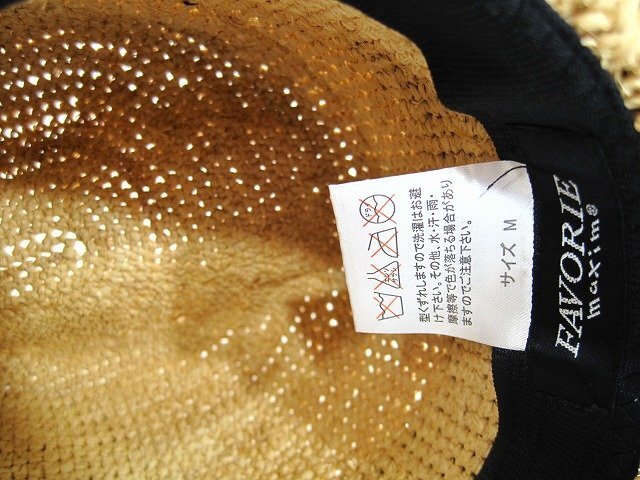 型くずれしますので洗濯はお避
け下さい。その他、水・汗・雨・
摩擦等で色が落ちる場合があり
ますのでご注意下さい。
サイズ M
FAVORIE
maxim®